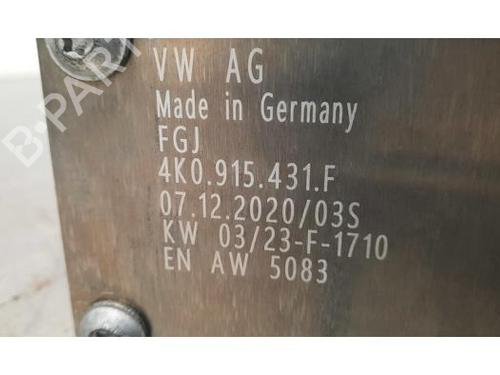 VW AG
Made in Germany
FGJ
4K0.915.431.F
07.12.2020/03S
KW 03/23-F-1710
EN AW 5083
B-PARTS